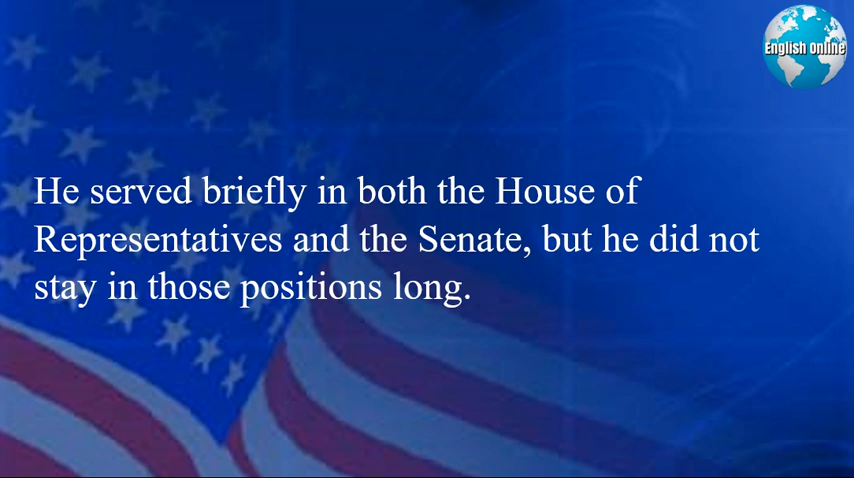 English Online
He served briefly in both the House of
Representatives and the Senate, but he did not
stay in those positions long.